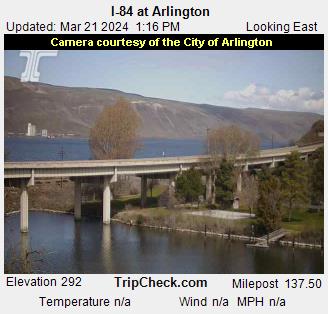 I-84 at Arlington
Updated: Mar 21 2024 1:16 PM Looking East
Camera courtesy of the City of Arlington
Elevation 292 TripCheck.com Milepost 137.50
Temperature n/a Wind n/a MPH n/a